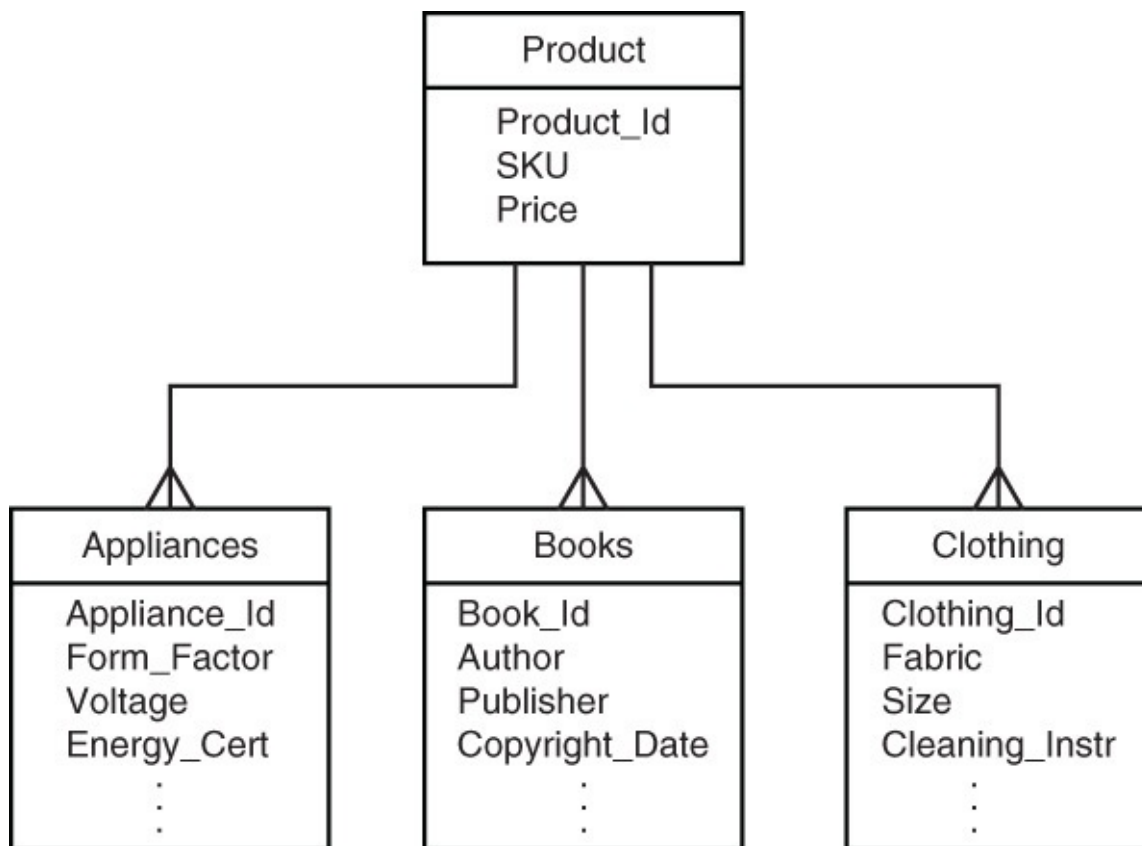 Product
Product_Id
SKU
Price
Appliances
Appliance_Id
Form_Factor
Voltage
Energy_Cert
Books
Book_Id
Author
Publisher
Copyright_Date
Clothing
Clothing_Id
Fabric
Size
Cleaning_Instr